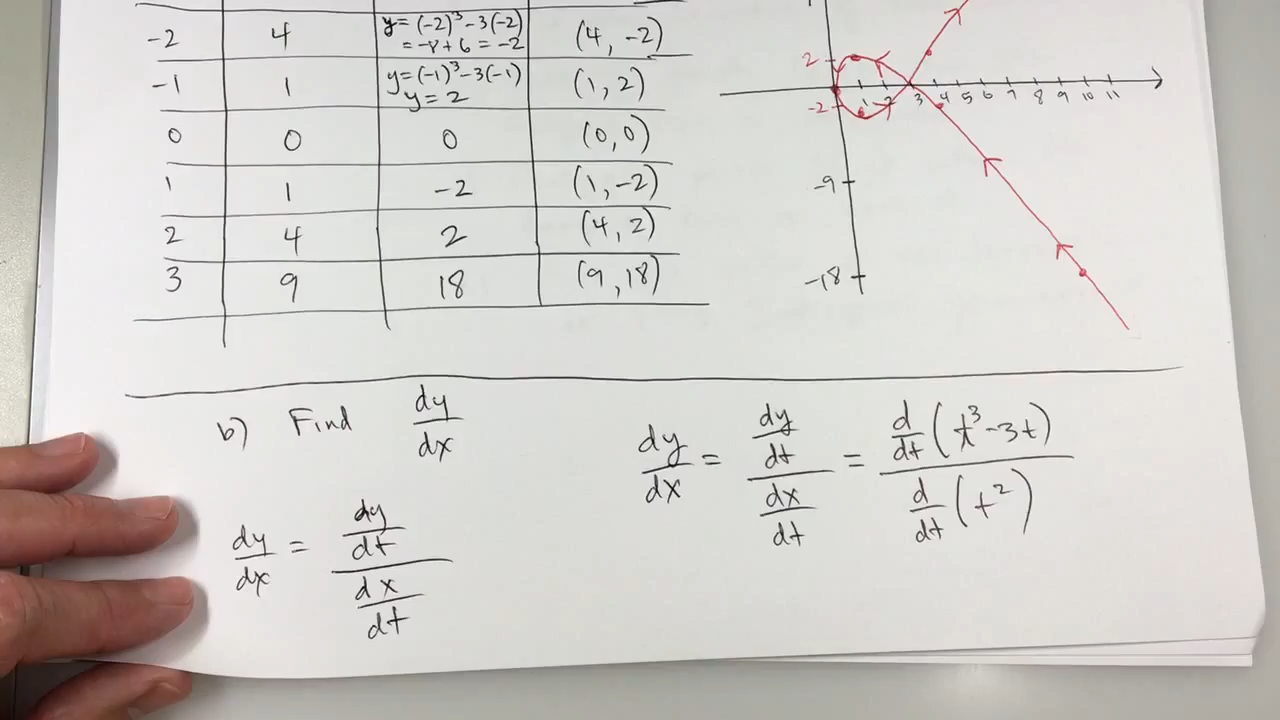 -2 4 y = (-2)³ - 3(-2) = -8 + 6 = -2 (4, -2)
-1 1 y = (-1)³ - 3(-1) y = 2 (1, 2)
0 0 0 (0, 0)
1 1 -2 (1, -2)
2 4 2 (4, 2)
3 9 18 (9, 18)
2
-2
1 2 3 4 5 6 7 8 9 10 11
-9
-18
b) Find dy/dx
dy/dx = (dy/dt)/(dx/dt)
dy/dx = (dy/dt)/(dx/dt) = (d/dt (t³ - 3t))/(d/dt (t²))